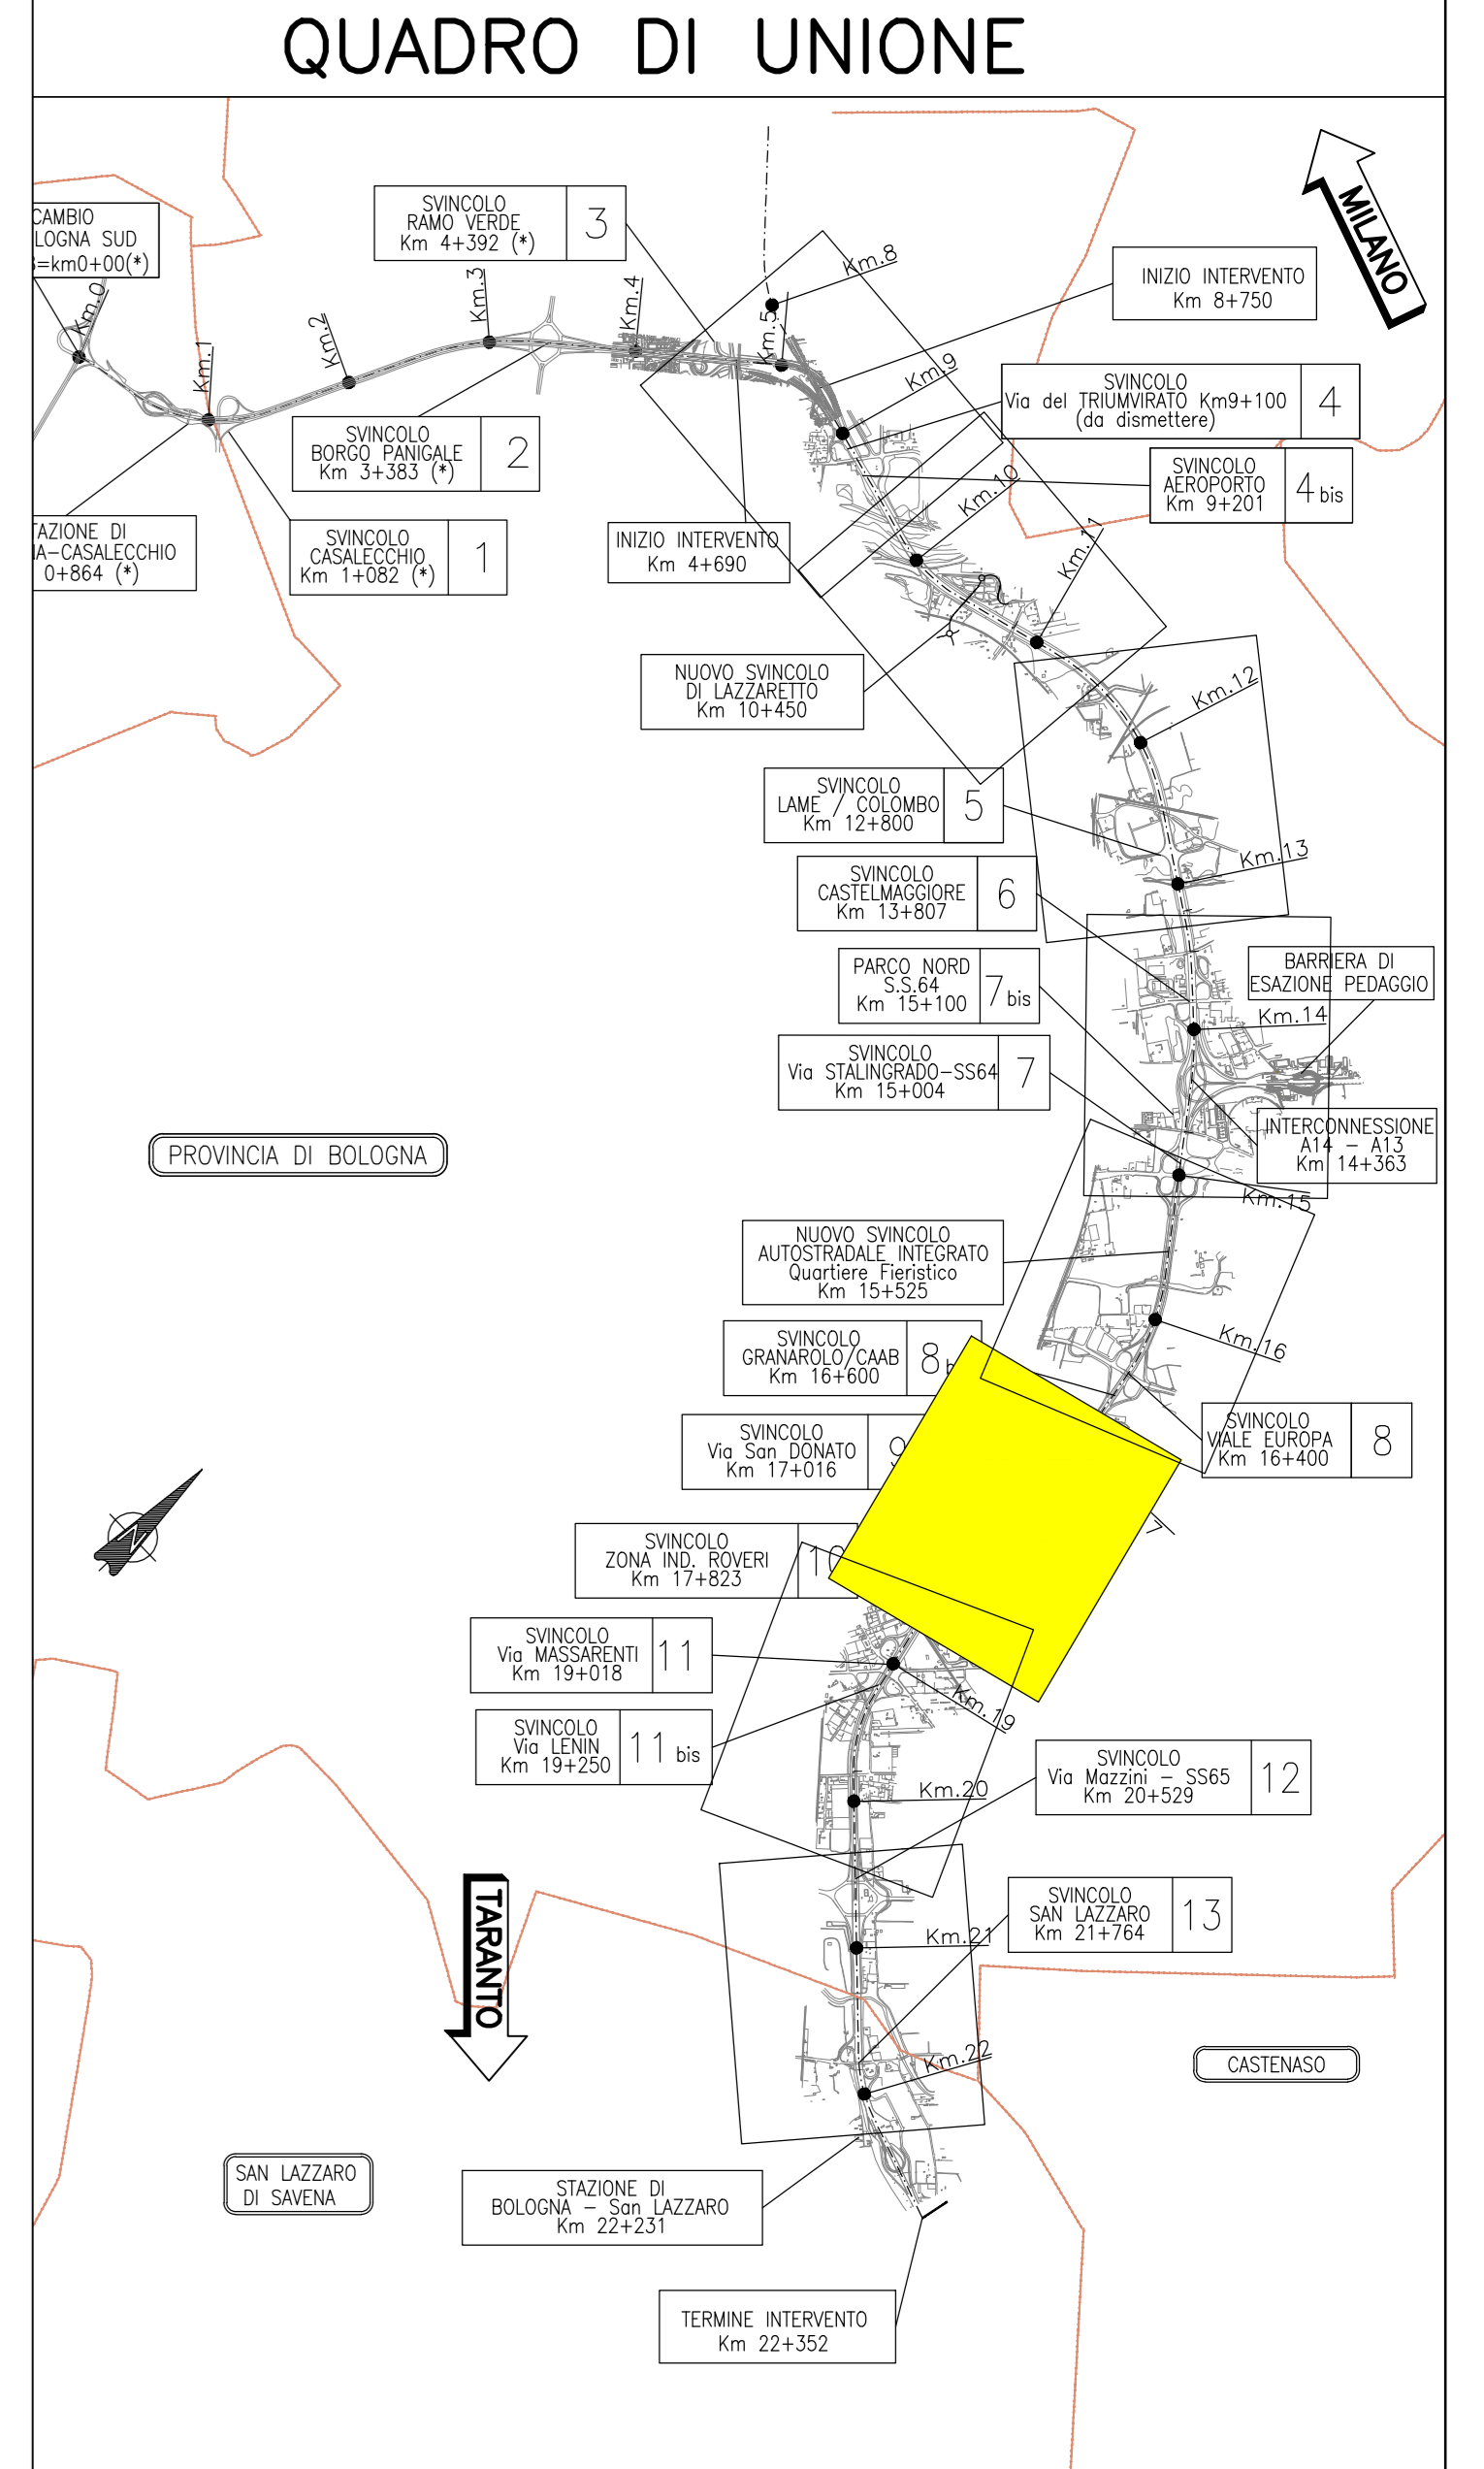 QUADRO DI UNIONE
MILANO
CAMBIO
LOGNA SUD
=km0+00(*)
Km.0
Km.1
Km.2
Km.3
Km.4
Km.5
SVINCOLO
RAMO VERDE
Km 4+392 (*)
3
Km.8
INIZIO INTERVENTO
Km 8+750
Km.9
SVINCOLO
Via del TRIUMVIRATO Km9+100
(da dismettere)
4
SVINCOLO
BORGO PANIGALE
Km 3+383 (*)
2
SVINCOLO
AEROPORTO
Km 9+201
4 bis
Km.10
TAZIONE DI
IA-CASALECCHIO
0+864 (*)
SVINCOLO
CASALECCHIO
Km 1+082 (*)
1
INIZIO INTERVENTO
Km 4+690
Km.11
NUOVO SVINCOLO
DI LAZZARETTO
Km 10+450
Km.12
SVINCOLO
LAME / COLOMBO
Km 12+800
5
Km.13
SVINCOLO
CASTELMAGGIORE
Km 13+807
6
PARCO NORD
S.S.64
Km 15+100
7 bis
BARRIERA DI
ESAZIONE PEDAGGIO
Km.14
SVINCOLO
Via STALINGRADO-SS64
Km 15+004
7
INTERCONNESSIONE
A14 - A13
Km 14+363
PROVINCIA DI BOLOGNA
Km.15
NUOVO SVINCOLO
AUTOSTRADALE INTEGRATO
Quartiere Fieristico
Km 15+525
Km.16
SVINCOLO
GRANAROLO/CAAB
Km 16+600
8 b
SVINCOLO
VIALE EUROPA
Km 16+400
8
SVINCOLO
Via San DONATO
Km 17+016
9
7
N
SVINCOLO
ZONA IND. ROVERI
Km 17+823
10
SVINCOLO
Via MASSARENTI
Km 19+018
11
Km.19
SVINCOLO
Via LENIN
Km 19+250
11 bis
SVINCOLO
Via Mazzini - SS65
Km 20+529
12
Km.20
TARANTO
SVINCOLO
SAN LAZZARO
Km 21+764
13
Km.21
Km.22
CASTENASO
SAN LAZZARO
DI SAVENA
STAZIONE DI
BOLOGNA - San LAZZARO
Km 22+231
TERMINE INTERVENTO
Km 22+352